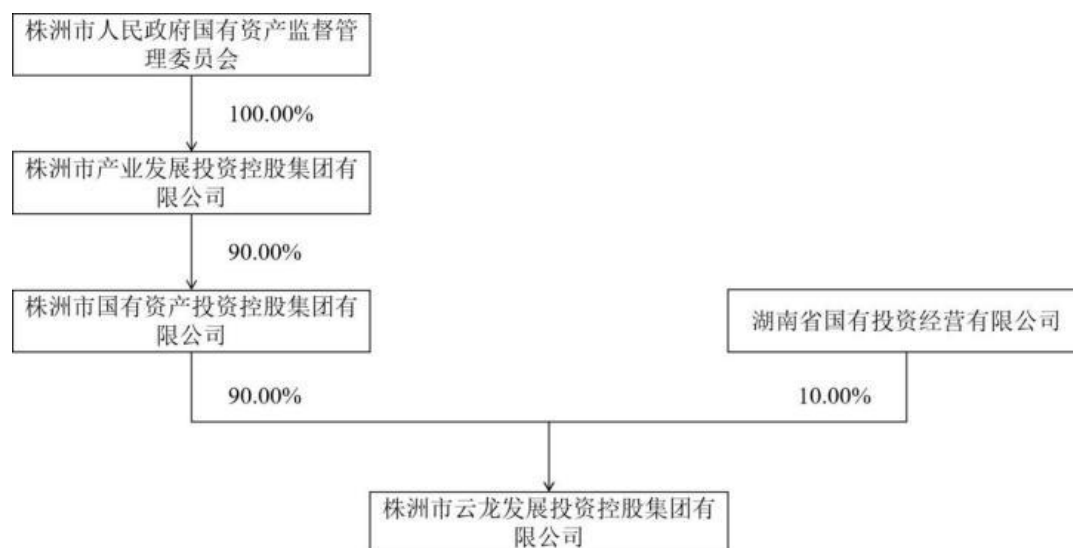 株洲市人民政府国有资产监督管
理委员会
100.00%
株洲市产业发展投资控股集团有
限公司
90.00%
株洲市国有资产投资控股集团有
限公司
湖南省国有投资经营有限公司
90.00%
10.00%
株洲市云龙发展投资控股集团有
限公司